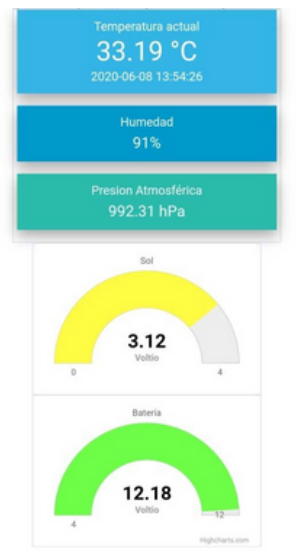 Temperatura actual
33.19 °C
2020-06-08 13:54:26
Humedad
91%
Presion Atmosférica
992.31 hPa
Sol
3.12
Voltio
0
4
Bateria
12.18
Voltio
4
12
Highcharts.com